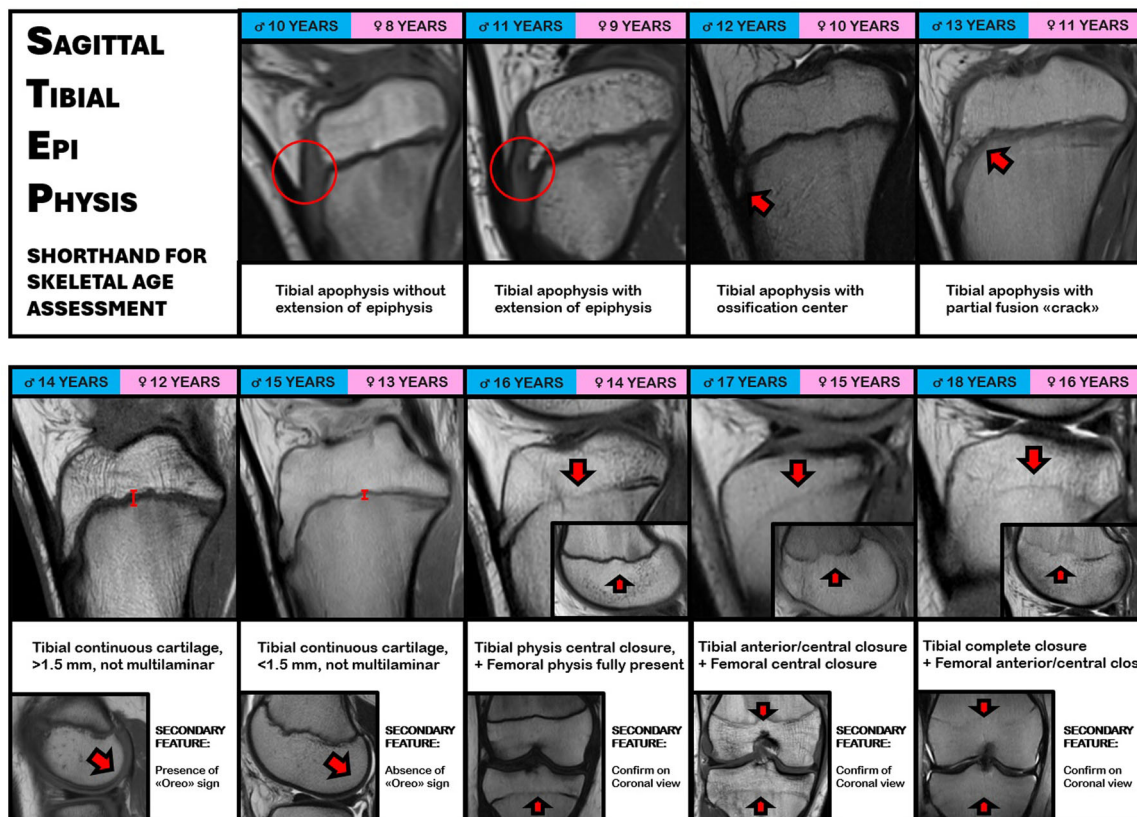 SAGITTAL
TIBIAL
EPI
PHYSIS
SHORTHAND FOR
SKELETAL AGE
ASSESSMENT
♂ 10 YEARS ♀ 8 YEARS
Tibial apophysis without
extension of epiphysis
♂ 11 YEARS ♀ 9 YEARS
Tibial apophysis with
extension of epiphysis
♂ 12 YEARS ♀ 10 YEARS
Tibial apophysis with
ossification center
♂ 13 YEARS ♀ 11 YEARS
Tibial apophysis with
partial fusion «crack»
♂ 14 YEARS ♀ 12 YEARS
Tibial continuous cartilage,
>1.5 mm, not multilaminar
SECONDARY
FEATURE:
Presence of
«Oreo» sign
♂ 15 YEARS ♀ 13 YEARS
Tibial continuous cartilage,
<1.5 mm, not multilaminar
SECONDARY
FEATURE:
Absence of
«Oreo» sign
♂ 16 YEARS ♀ 14 YEARS
Tibial physis central closure,
+ Femoral physis fully present
SECONDARY
FEATURE:
Confirm on
Coronal view
♂ 17 YEARS ♀ 15 YEARS
Tibial anterior/central closure
+ Femoral central closure
SECONDARY
FEATURE:
Confirm of
Coronal view
♂ 18 YEARS ♀ 16 YEARS
Tibial complete closure
+ Femoral anterior/central clos
SECONDARY
FEATURE:
Confirm on
Coronal view